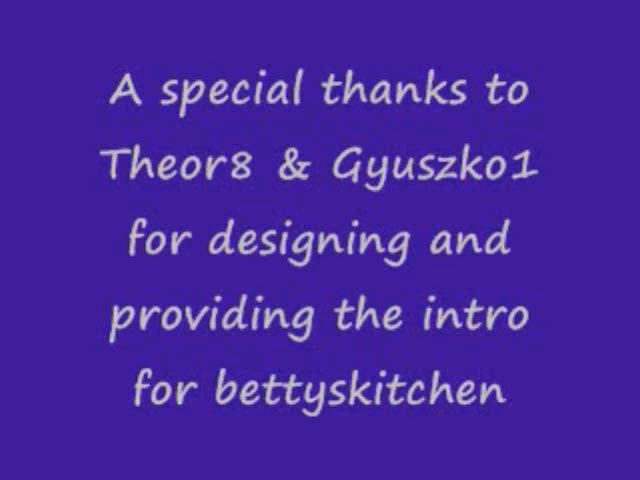 A special thanks to
Theor8 & Gyuszko1
for designing and
providing the intro
for bettyskitchen